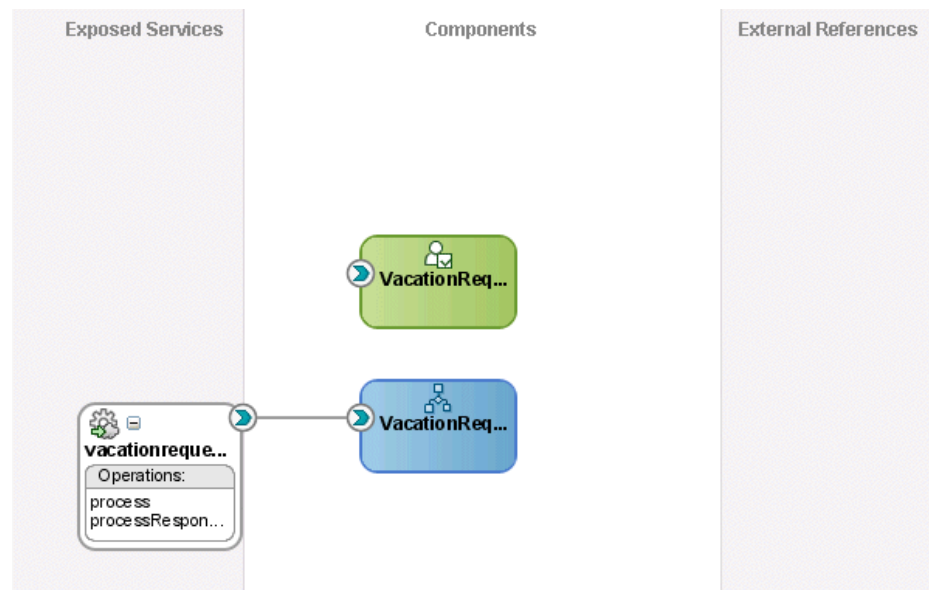 Exposed Services
Components
External References
VacationReq...
VacationReq...
vacationreque...
Operations:
process
processRespon...